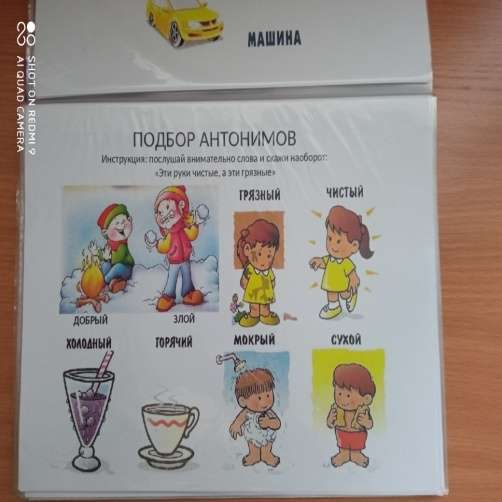 SHOT ON REDMI 9
AI QUAD CAMERA
МАШИНА
ПОДБОР АНТОНИМОВ
Инструкция: послушай внимательно слова и скажи наоборот:
«Эти руки чистые, а эти грязные»
ГРЯЗНЫЙ ЧИСТЫЙ
ДОБРЫЙ ЗЛОЙ
ХОЛОДНЫЙ ГОРЯЧИЙ МОКРЫЙ СУХОЙ